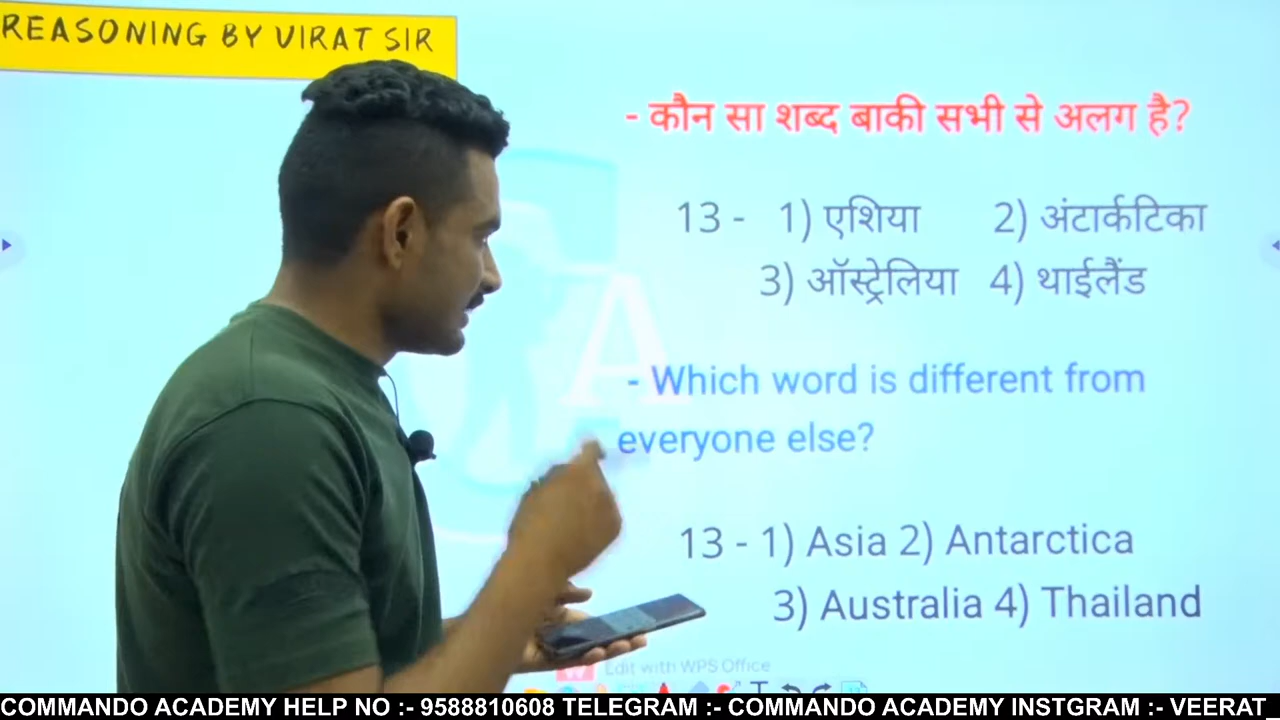 REASONING BY VIRAT SIR
- कौन सा शब्द बाकी सभी से अलग है?
13 - 1) एशिया 2) अंटार्कटिका
3) ऑस्ट्रेलिया 4) थाईलैंड
A
- Which word is different from
everyone else?
13 - 1) Asia 2) Antarctica
3) Australia 4) Thailand
W Edit with WPS Office
COMMANDO ACADEMY HELP NO :- 9588810608 TELEGRAM :- COMMANDO ACADEMY INSTGRAM :- VEERAT